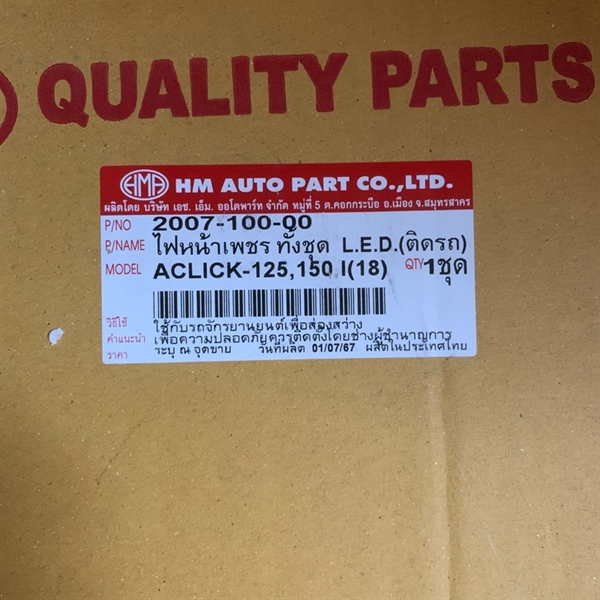 QUALITY PARTS
HMA HM AUTO PART CO.,LTD.
ผลิตโดย บริษัท เอช. เอ็ม. ออโตพาร์ท จำกัด หมู่ที่ 5 ต.คอกกระบือ อ.เมือง จ.สมุทรสาคร
P/NO 2007-100-00
P/NAME ไฟหน้าเพชร ทั้งชุด L.E.D.(ติดรถ)
MODEL ACLICK-125,150 I(18) QTY 1ชุด
วิธีใช้ ใช้กับรถจักรยานยนต์เพื่อส่องสว่าง
คำแนะนำ เพื่อความปลอดภัยควรติดตั้งโดยช่างผู้ชำนาญการ
ราคา ระบุ ณ จุดขาย วันที่ผลิต 01/07/67 ผลิตในประเทศไทย